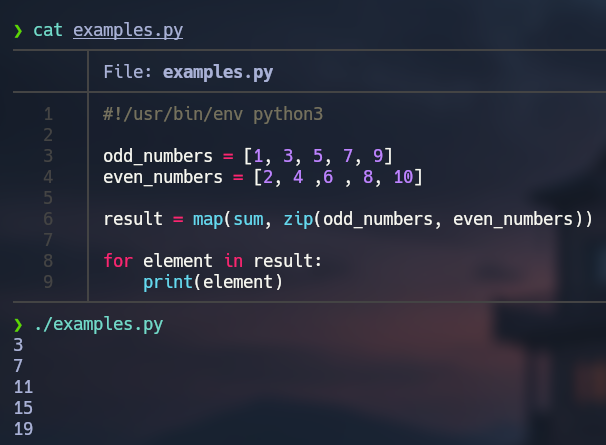 ❯ cat examples.py
File: examples.py
1 #!/usr/bin/env python3
2
3 odd_numbers = [1, 3, 5, 7, 9]
4 even_numbers = [2, 4 ,6 , 8, 10]
5
6 result = map(sum, zip(odd_numbers, even_numbers))
7
8 for element in result:
9     print(element)
❯ ./examples.py
3
7
11
15
19